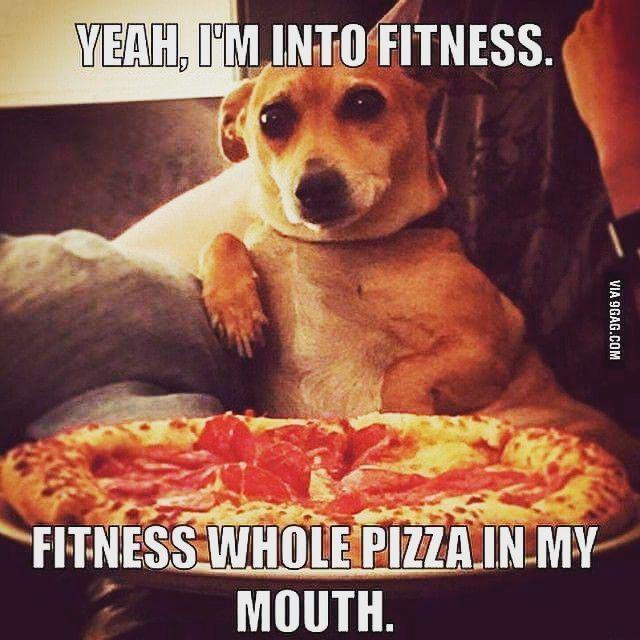 YEAH, I'M INTO FITNESS.
VIA 9GAG.COM
FITNESS WHOLE PIZZA IN MY
MOUTH.